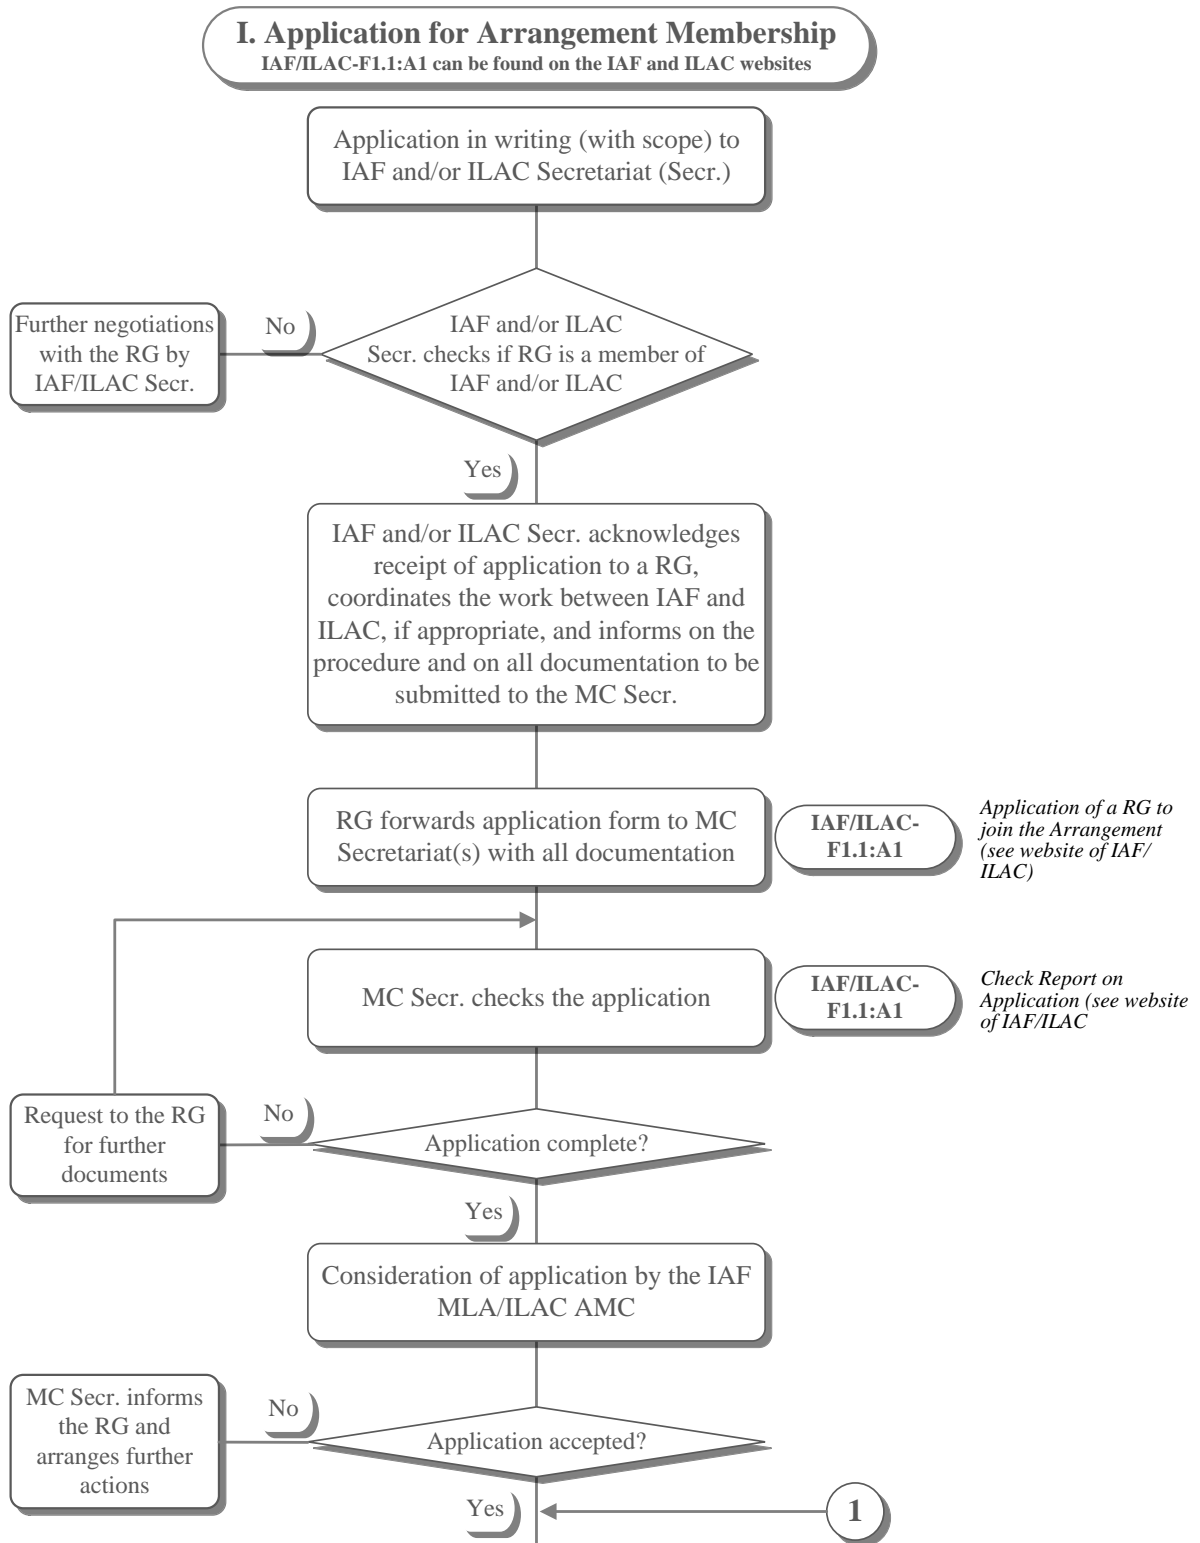 I. Application for Arrangement Membership
IAF/ILAC-F1.1:A1 can be found on the IAF and ILAC websites
Application in writing (with scope) to
IAF and/or ILAC Secretariat (Secr.)
Further negotiations
with the RG by
IAF/ILAC Secr.
No
IAF and/or ILAC
Secr. checks if RG is a member of
IAF and/or ILAC
Yes
IAF and/or ILAC Secr. acknowledges
receipt of application to a RG,
coordinates the work between IAF and
ILAC, if appropriate, and informs on the
procedure and on all documentation to be
submitted to the MC Secr.
RG forwards application form to MC
Secretariat(s) with all documentation
IAF/ILAC-
F1.1:A1
Application of a RG to
join the Arrangement
(see website of IAF/
ILAC)
MC Secr. checks the application
IAF/ILAC-
F1.1:A1
Check Report on
Application (see website
of IAF/ILAC
Request to the RG
for further
documents
No
Application complete?
Yes
Consideration of application by the IAF
MLA/ILAC AMC
MC Secr. informs
the RG and
arranges further
actions
No
Application accepted?
Yes
1